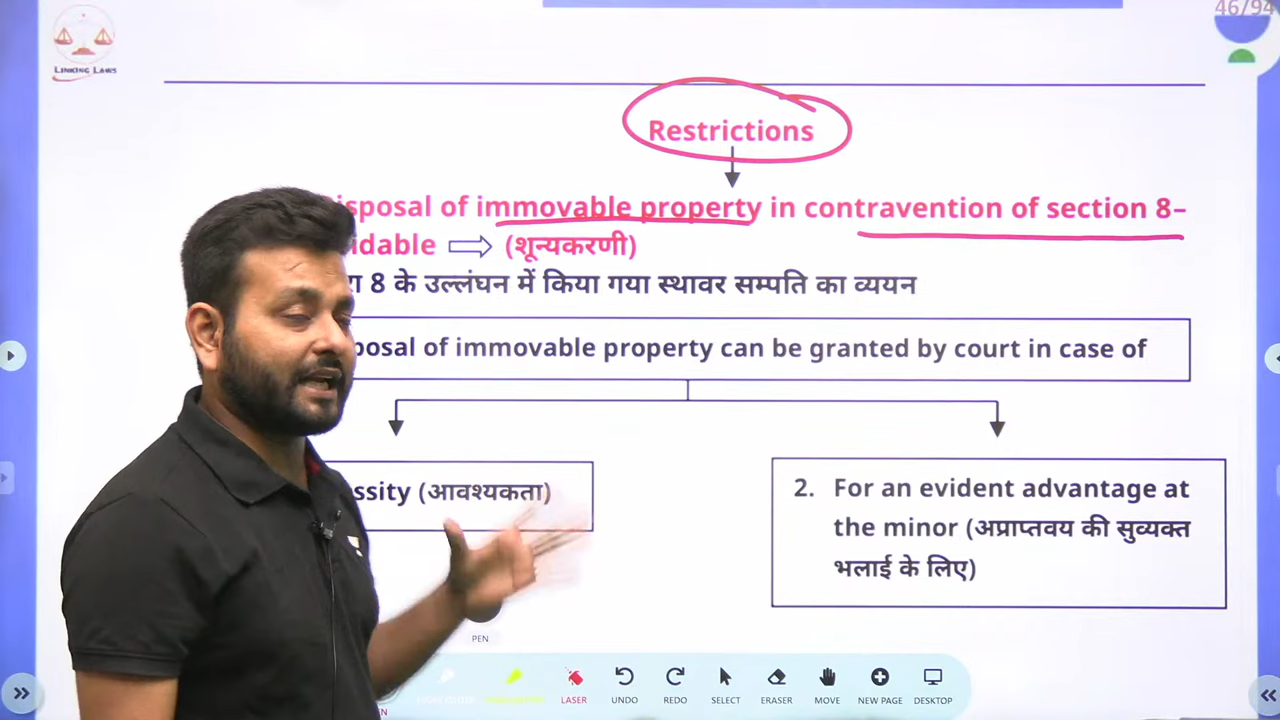 46/94
LINKING LAWS
Restrictions
isposal of immovable property in contravention of section 8–
idable ⇨ (शून्यकरणी)
8 के उल्लंघन में किया गया स्थावर सम्पति का व्ययन
posal of immovable property can be granted by court in case of
ssity (आवश्यकता)
2. For an evident advantage at
the minor (अप्राप्तवय की सुव्यक्त
भलाई के लिए)
PEN
LASER
UNDO
REDO
SELECT
ERASER
MOVE
NEW PAGE
DESKTOP